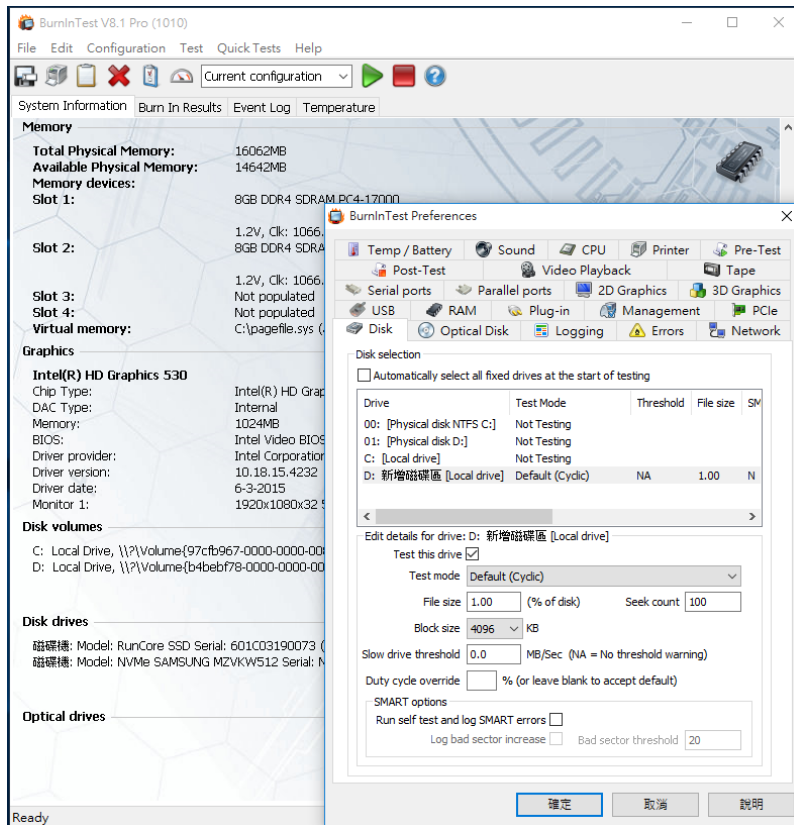 BurnInTest V8.1 Pro (1010)
File Edit Configuration Test Quick Tests Help
Current configuration
System Information Burn In Results Event Log Temperature
Memory
Total Physical Memory: 16062MB
Available Physical Memory: 14642MB
Memory devices:
Slot 1: 8GB DDR4 SDRAM PC4-17000
1.2V, Clk: 1066.
Slot 2: 8GB DDR4 SDRA
1.2V, Clk: 1066.
Slot 3: Not populated
Slot 4: Not populated
Virtual memory: C:\pagefile.sys (
Graphics
Intel(R) HD Graphics 530
Chip Type: Intel(R) HD Grap
DAC Type: Internal
Memory: 1024MB
BIOS: Intel Video BIOS
Driver provider: Intel Corporation
Driver version: 10.18.15.4232
Driver date: 6-3-2015
Monitor 1: 1920x1080x32
Disk volumes
C: Local Drive, \\?\Volume{97cfb967-0000-0000-00
D: Local Drive, \\?\Volume{b4bebf78-0000-0000-00
Disk drives
磁碟機: Model: RunCore SSD Serial: 601C03190073 (
磁碟機: Model: NVMe SAMSUNG MZVKW512 Serial: N
Optical drives
Ready
BurnInTest Preferences
Temp / Battery Sound CPU Printer Pre-Test
Post-Test Video Playback Tape
Serial ports Parallel ports 2D Graphics 3D Graphics
USB RAM Plug-in Management PCIe
Disk Optical Disk Logging Errors Network
Disk selection
Automatically select all fixed drives at the start of testing
Drive Test Mode Threshold File size SM
00: [Physical disk NTFS C:] Not Testing
01: [Physical disk D:] Not Testing
C: [Local drive] Not Testing
D: 新增磁碟區 [Local drive] Default (Cyclic) NA 1.00 N
Edit details for drive: D: 新增磁碟區 [Local drive]
Test this drive
Test mode Default (Cyclic)
File size 1.00 (% of disk) Seek count 100
Block size 4096 KB
Slow drive threshold 0.0 MB/Sec (NA = No threshold warning)
Duty cycle override % (or leave blank to accept default)
SMART options
Run self test and log SMART errors
Log bad sector increase Bad sector threshold 20
確定 取消 說明